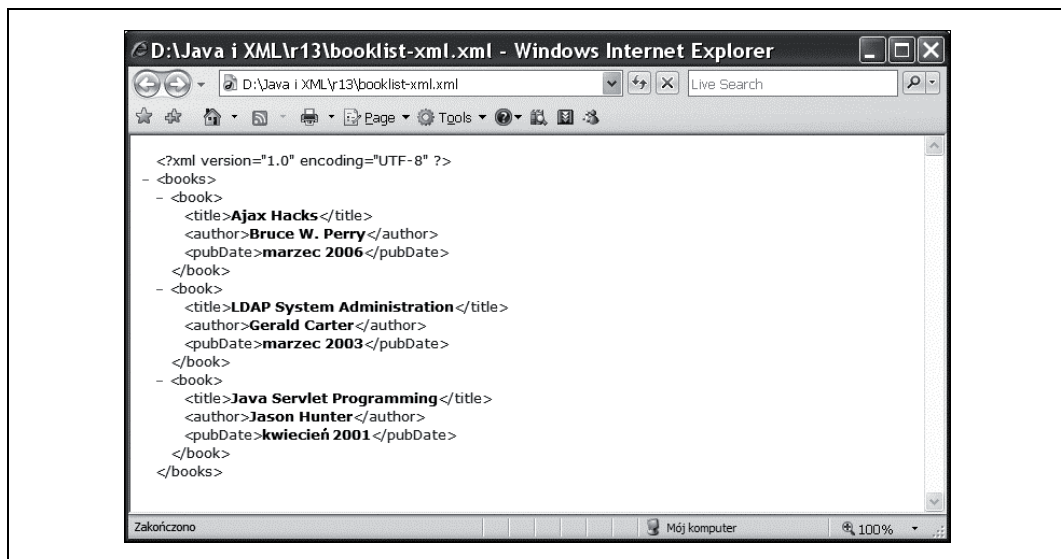 D:\Java i XML\r13\booklist-xml.xml - Windows Internet Explorer
D:\Java i XML\r13\booklist-xml.xml Live Search
Page Tools
<?xml version="1.0" encoding="UTF-8" ?>
- <books>
- <book>
<title>Ajax Hacks</title>
<author>Bruce W. Perry</author>
<pubDate>marzec 2006</pubDate>
</book>
- <book>
<title>LDAP System Administration</title>
<author>Gerald Carter</author>
<pubDate>marzec 2003</pubDate>
</book>
- <book>
<title>Java Servlet Programming</title>
<author>Jason Hunter</author>
<pubDate>kwiecień 2001</pubDate>
</book>
</books>
Zakończono Mój komputer 100%